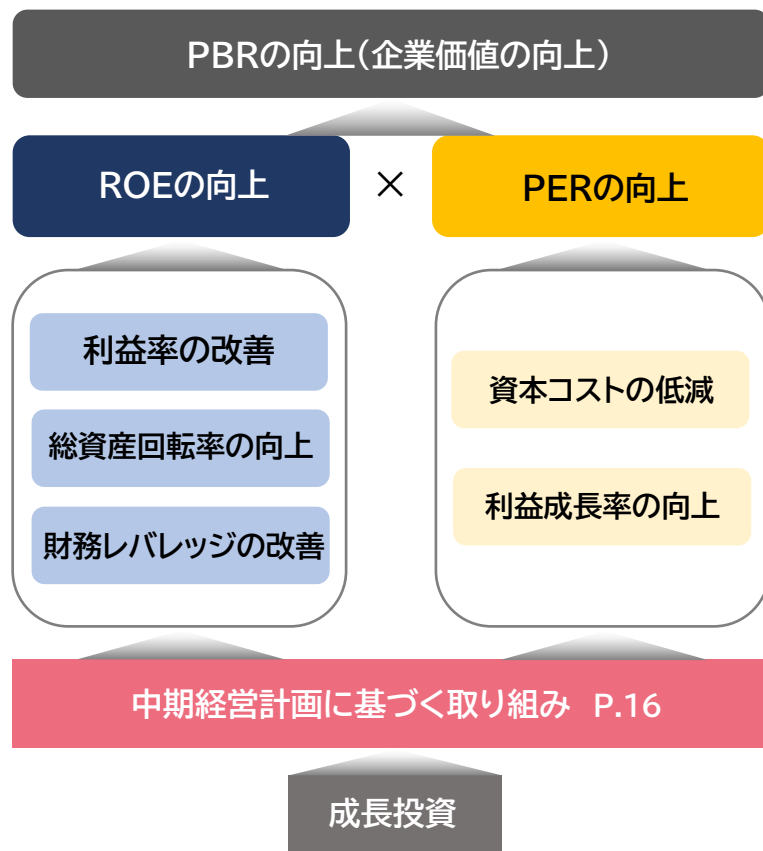 PBRの向上(企業価値の向上)
ROEの向上
×
PERの向上
利益率の改善
総資産回転率の向上
財務レバレッジの改善
資本コストの低減
利益成長率の向上
中期経営計画に基づく取り組み P.16
成長投資